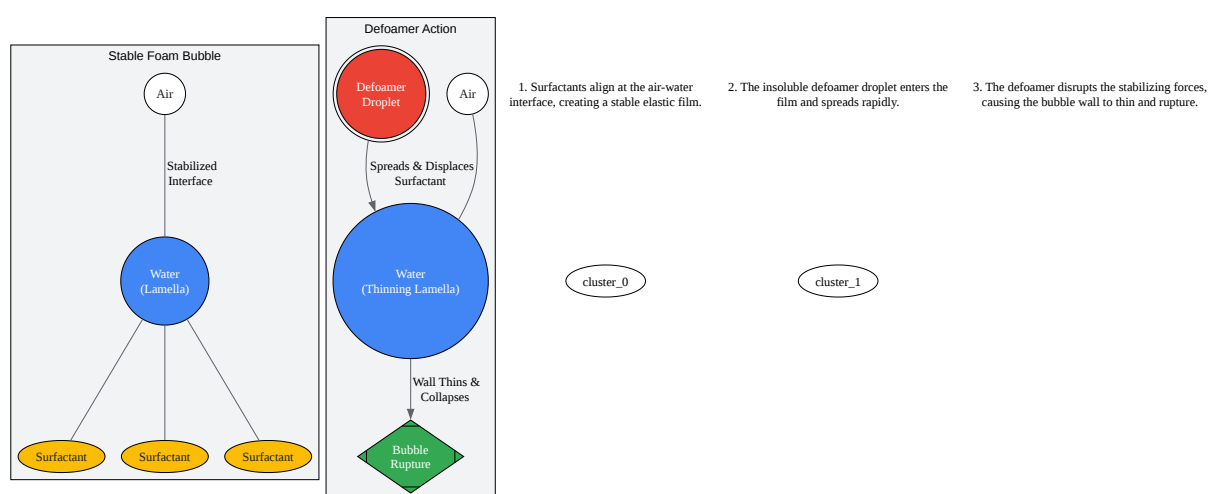 Stable Foam Bubble
Air
Stabilized
Interface
Water
(Lamella)
Surfactant
Surfactant
Surfactant
Defoamer Action
Defoamer
Droplet
Air
Spreads & Displaces
Surfactant
Water
(Thinning Lamella)
Wall Thins &
Collapses
Bubble
Rupture
1. Surfactants align at the air-water
interface, creating a stable elastic film.
2. The insoluble defoamer droplet enters the
film and spreads rapidly.
3. The defoamer disrupts the stabilizing forces,
causing the bubble wall to thin and rupture.
cluster_0
cluster_1